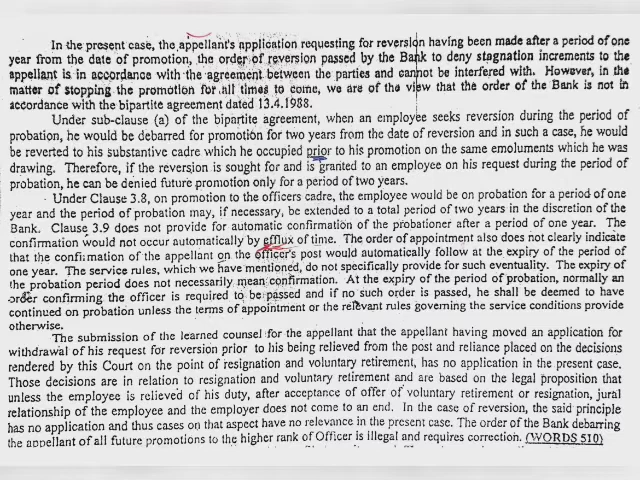 In the present case, the appellant's application requesting for reversion having been made after a period of one
year from the date of promotion, the order of reversion passed by the Bank to deny stagnation increments to the
appellant is in accordance with the agreement between the parties and cannot be interfered with. However, in the
matter of stopping the promotion for all times to come, we are of the view that the order of the Bank is not in
accordance with the bipartite agreement dated 13.4.1988.
Under sub-clause (a) of the bipartite agreement, when an employee seeks reversion during the period of
probation, he would be debarred for promotion for two years from the date of reversion and in such a case, he would
be reverted to his substantive cadre which he occupied prior to his promotion on the same emoluments which he was
drawing. Therefore, if the reversion is sought for and is granted to an employee on his request during the period of
probation, he can be denied future promotion only for a period of two years.
Under Clause 3.8, on promotion to the officers cadre, the employee would be on probation for a period of one
year and the period of probation may, if necessary, be extended to a total period of two years in the discretion of the
Bank. Clause 3.9 does not provide for automatic confirmation of the probationer after a period of one year. The
confirmation would not occur automatically by efflux of time. The order of appointment also does not clearly indicate
that the confirmation of the appellant on the officer's post would automatically follow at the expiry of the period of
one year. The service rules, which we have mentioned, do not specifically provide for such eventuality. The expiry of
the probation period does not necessarily mean confirmation. At the expiry of the period of probation, normally an
order confirming the officer is required to be passed and if no such order is passed, he shall be deemed to have
continued on probation unless the terms of appointment or the relevant rules governing the service conditions provide
otherwise.
The submission of the learned counsel for the appellant that the appellant having moved an application for
withdrawal of his request for reversion prior to his being relieved from the post and reliance placed on the decisions
rendered by this Court on the point of resignation and voluntary retirement, has no application in the present case.
Those decisions are in relation to resignation and voluntary retirement and are based on the legal proposition that
unless the employee is relieved of his duty, after acceptance of offer of voluntary retirement or resignation, jural
relationship of the employee and the employer does not come to an end. In the case of reversion, the said principle
has no application and thus cases on that aspect have no relevance in the present case. The order of the Bank debarring
the appellant of all future promotions to the higher rank of Officer is illegal and requires correction. (WORDS 510)